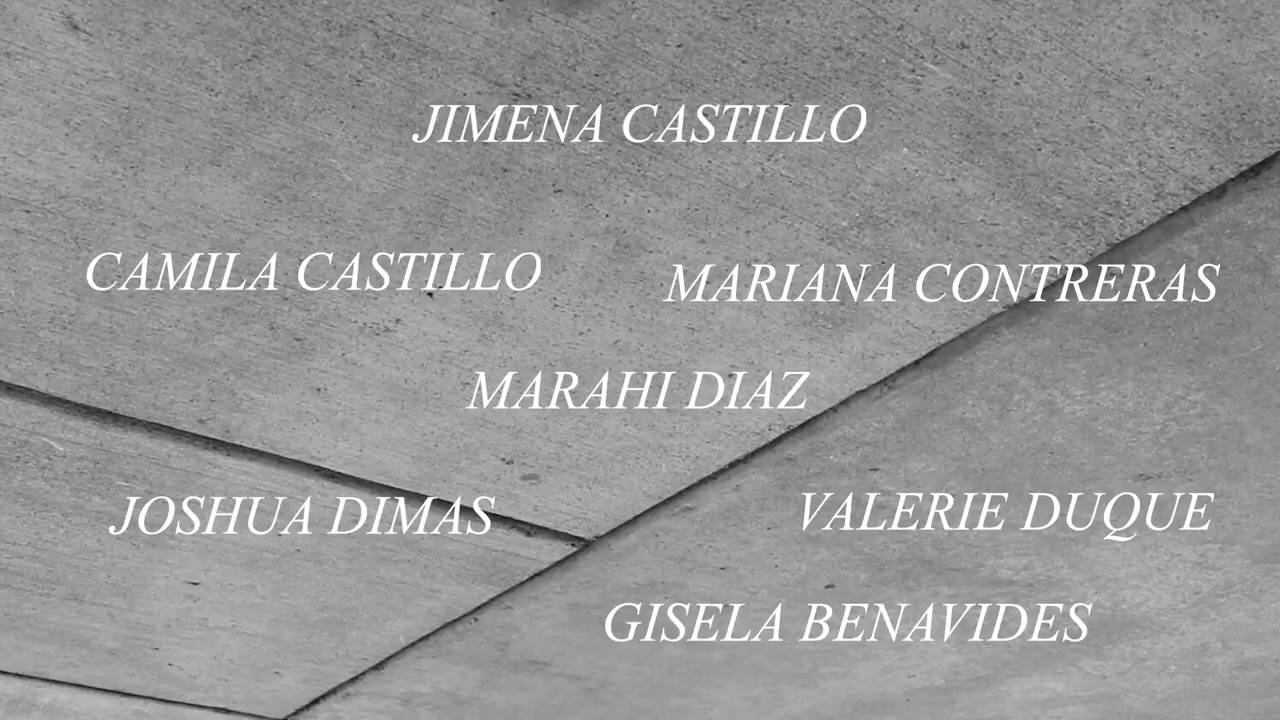 JIMENA CASTILLO
CAMILA CASTILLO
MARIANA CONTRERAS
MARAHI DIAZ
JOSHUA DIMAS
VALERIE DUQUE
GISELA BENAVIDES